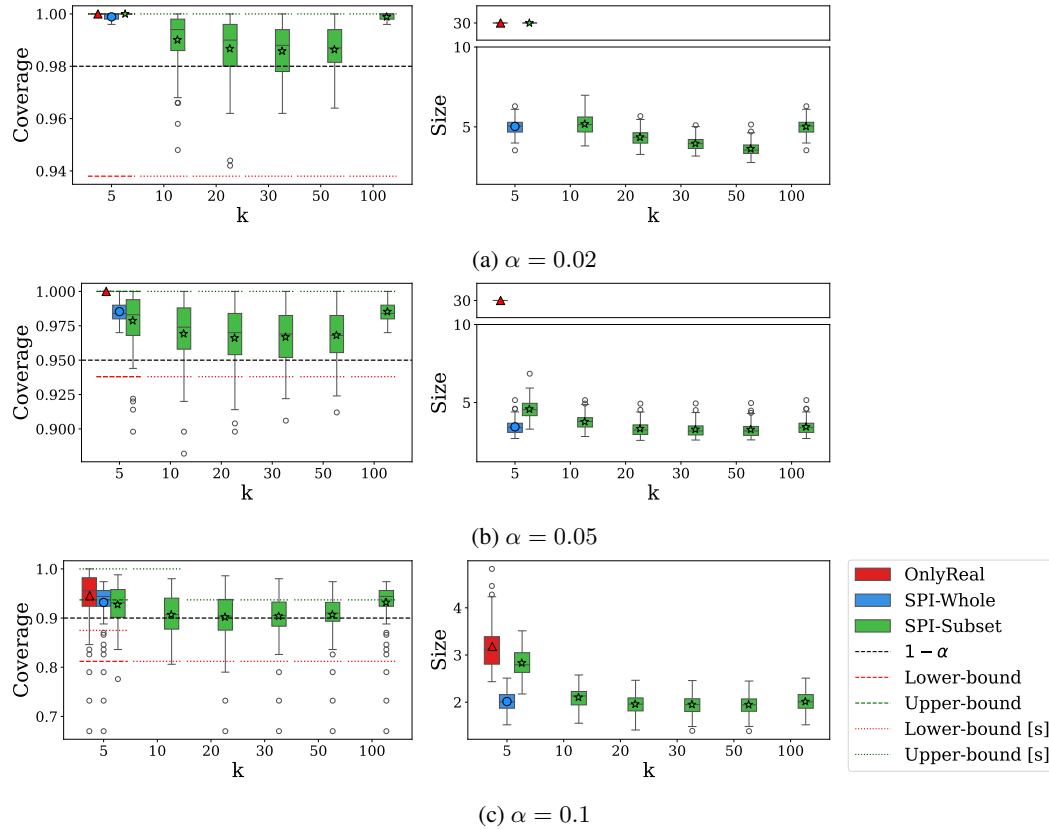 1.00
0.98
0.96
0.94
Coverage
5 10 20 30 50 100
k
30
10
5
Size
5 10 20 30 50 100
k
(a) α = 0.02
1.000
0.975
0.950
0.925
0.900
Coverage
5 10 20 30 50 100
k
30
10
5
Size
5 10 20 30 50 100
k
(b) α = 0.05
1.0
0.9
0.8
0.7
Coverage
5 10 20 30 50 100
k
4
3
2
Size
5 10 20 30 50 100
k
OnlyReal
SPI-Whole
SPI-Subset
1 − α
Lower-bound
Upper-bound
Lower-bound [s]
Upper-bound [s]
(c) α = 0.1